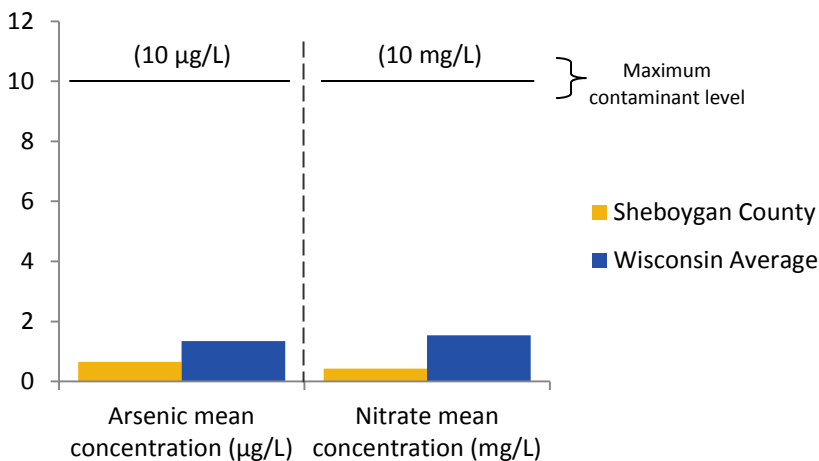 12
10
8
6
4
2
0
(10 µg/L)
(10 mg/L)
Maximum
contaminant level
Sheboygan County
Wisconsin Average
Arsenic mean
concentration (µg/L)
Nitrate mean
concentration (mg/L)